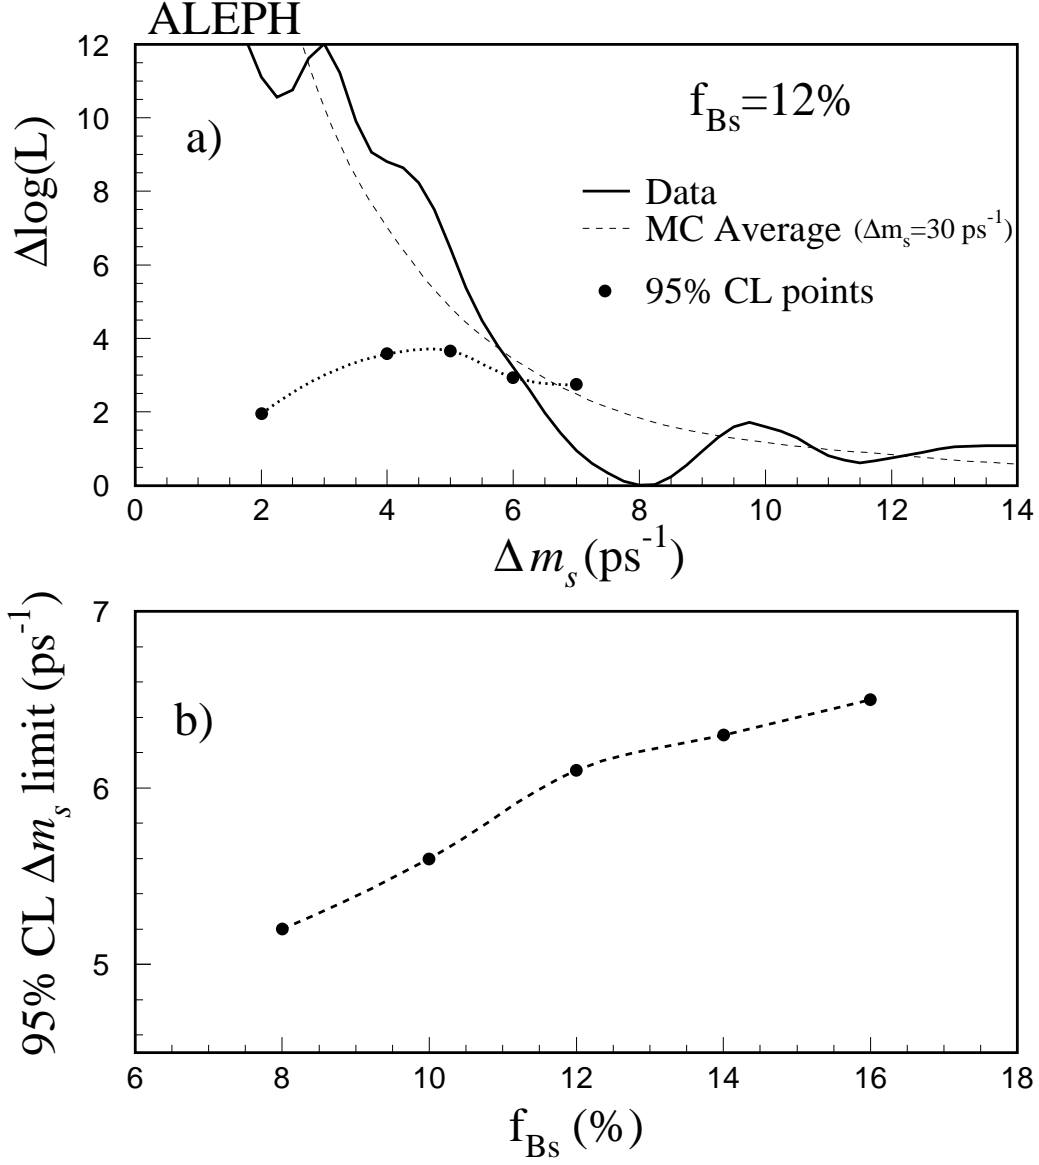 ALEPH
12
10
8
6
4
2
0
Δlog(L)
a)
f_Bs=12%
Data
MC Average (Δm_s=30 ps^-1)
95% CL points
0 2 4 6 8 10 12 14
Δm_s (ps^-1)
7
6
5
95% CL Δm_s limit (ps^-1)
b)
6 8 10 12 14 16 18
f_Bs (%)